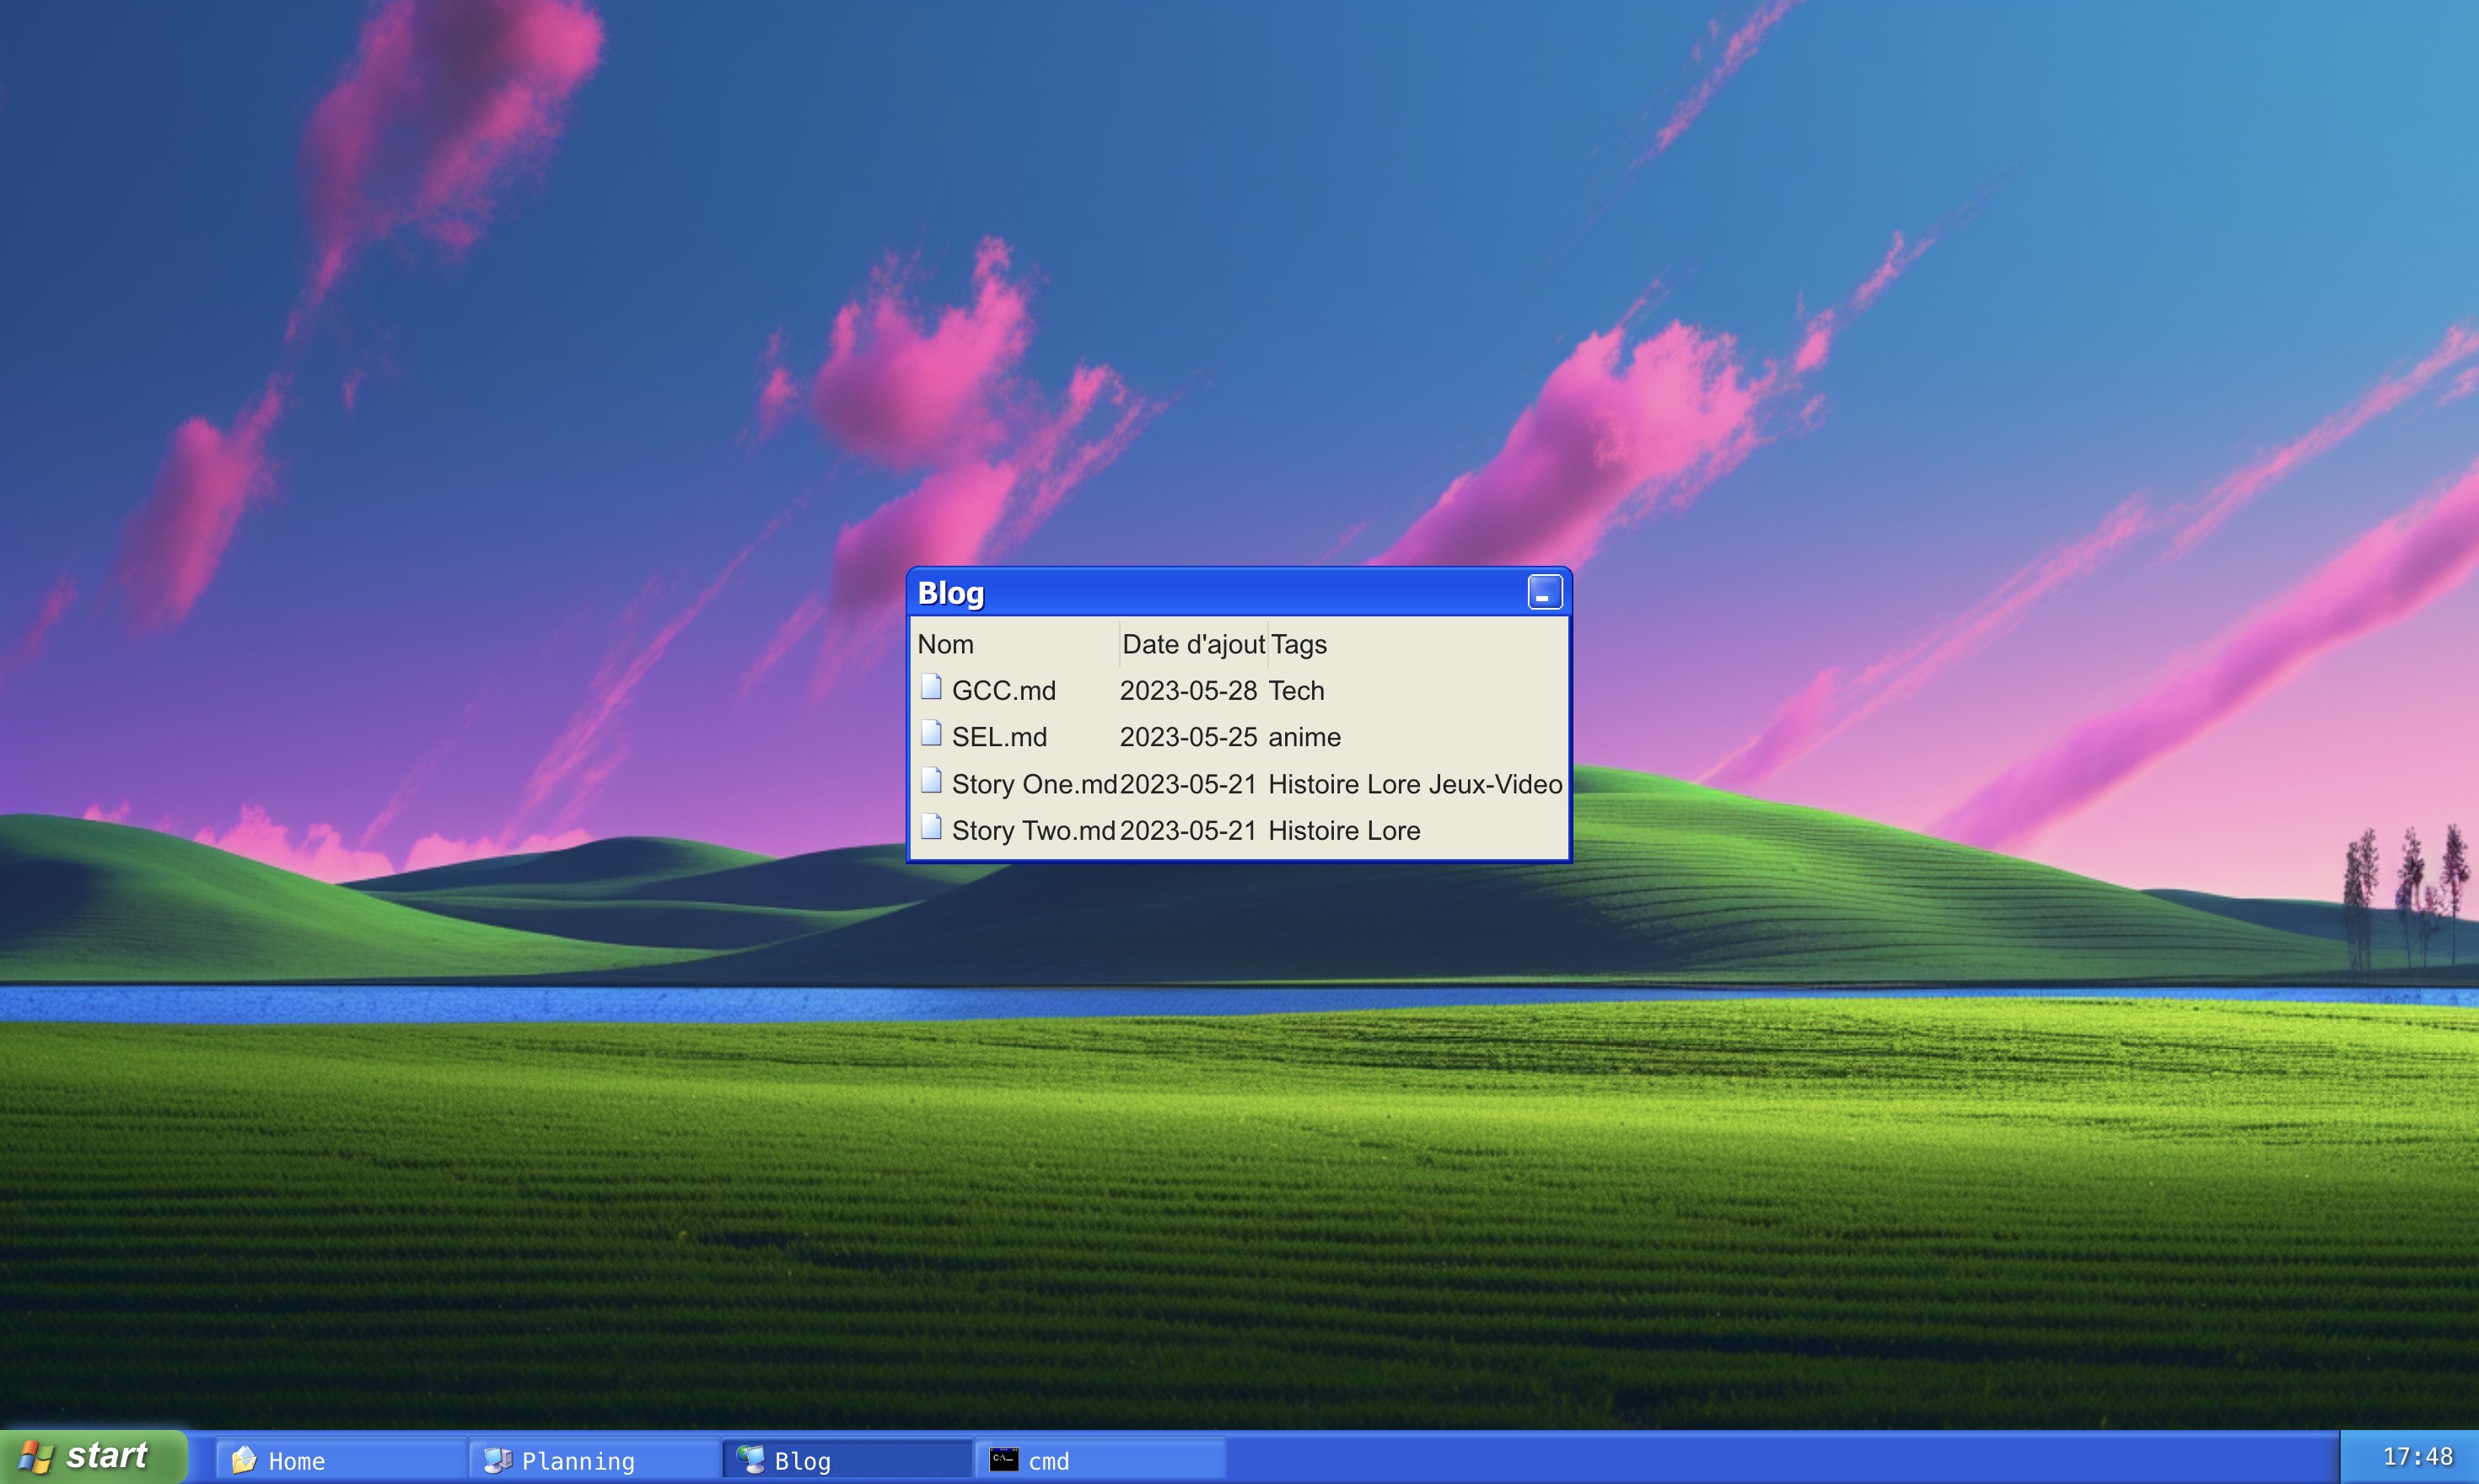 Blog
Nom Date d'ajout Tags
GCC.md 2023-05-28 Tech
SEL.md 2023-05-25 anime
Story One.md 2023-05-21 Histoire Lore Jeux-Video
Story Two.md 2023-05-21 Histoire Lore
start Home Planning Blog C:\_ cmd 17:48